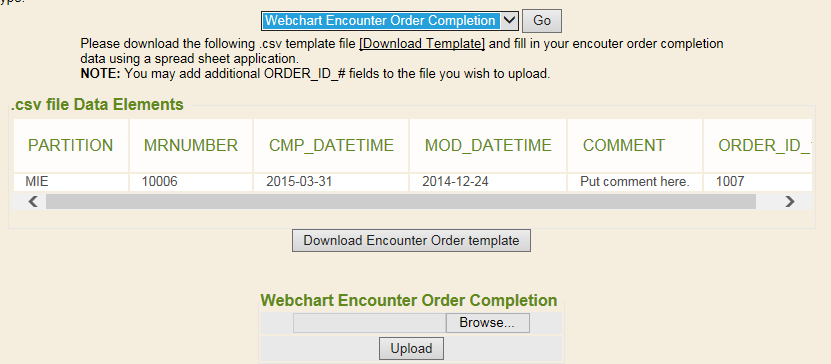 ype:
Webchart Encounter Order Completion Go
Please download the following .csv template file [Download Template] and fill in your encouter order completion
data using a spread sheet application.
NOTE: You may add additional ORDER_ID_# fields to the file you wish to upload.
.csv file Data Elements
PARTITION MRNUMBER CMP_DATETIME MOD_DATETIME COMMENT ORDER_ID_
MIE 10006 2015-03-31 2014-12-24 Put comment here. 1007
Download Encounter Order template
Webchart Encounter Order Completion
Browse...
Upload